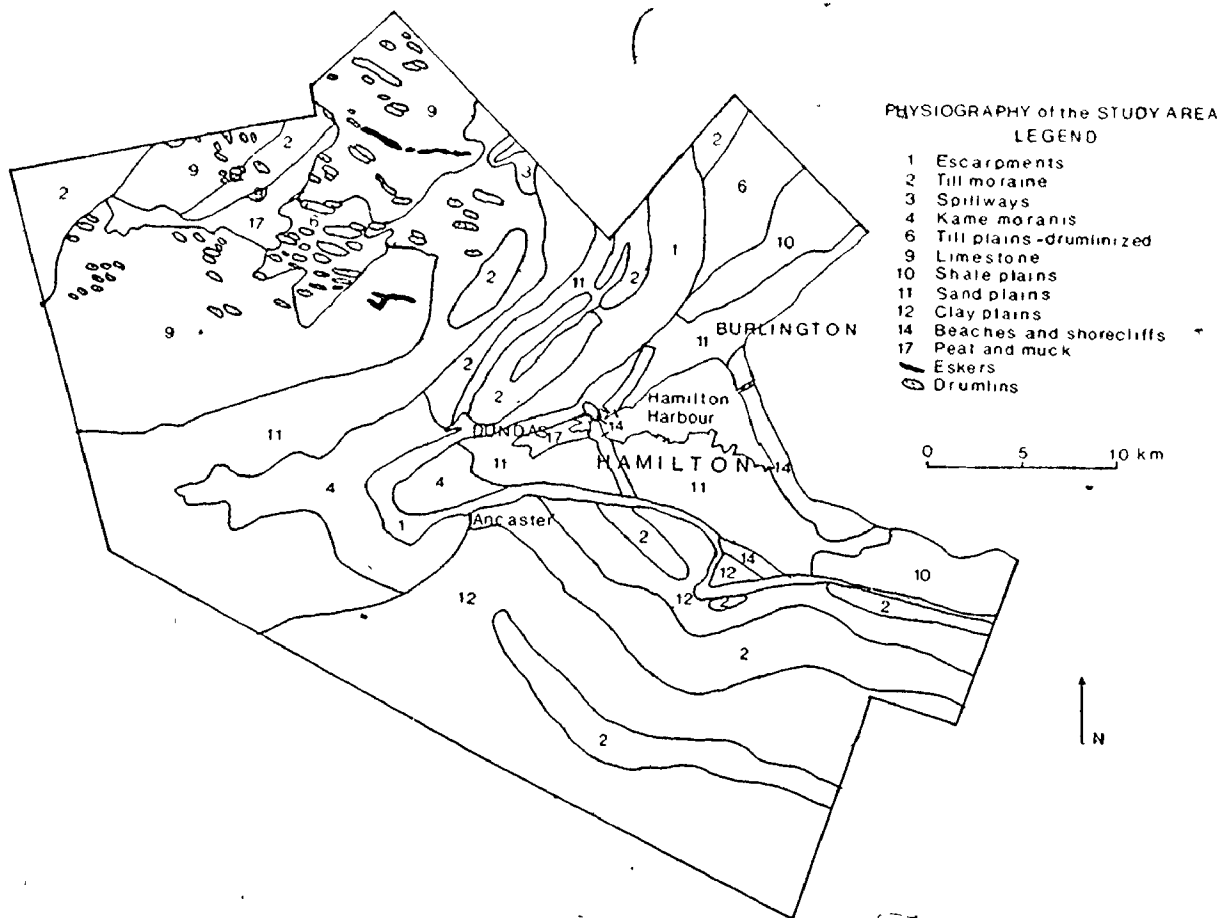 PHYSIOGRAPHY of the STUDY AREA
LEGEND
1 Escarpments
2 Till moraine
3 Spillways
4 Kame moranis
6 Till plains-drumlinized
9 Limestone
10 Shale plains
11 Sand plains
12 Clay plains
14 Beaches and shorecliffs
17 Peat and muck
Eskers
Drumlins
0 5 10 km
N
9
2
2
9
3
2
6
17
10
2
1
11
2
9
BURLINGTON
11
2
2
Hamilton
Harbour
14
11
DUNDAS
17
11
HAMILTON
14
4
4
11
1
Ancaster
2
14
12
10
12
12
2
2
2
2